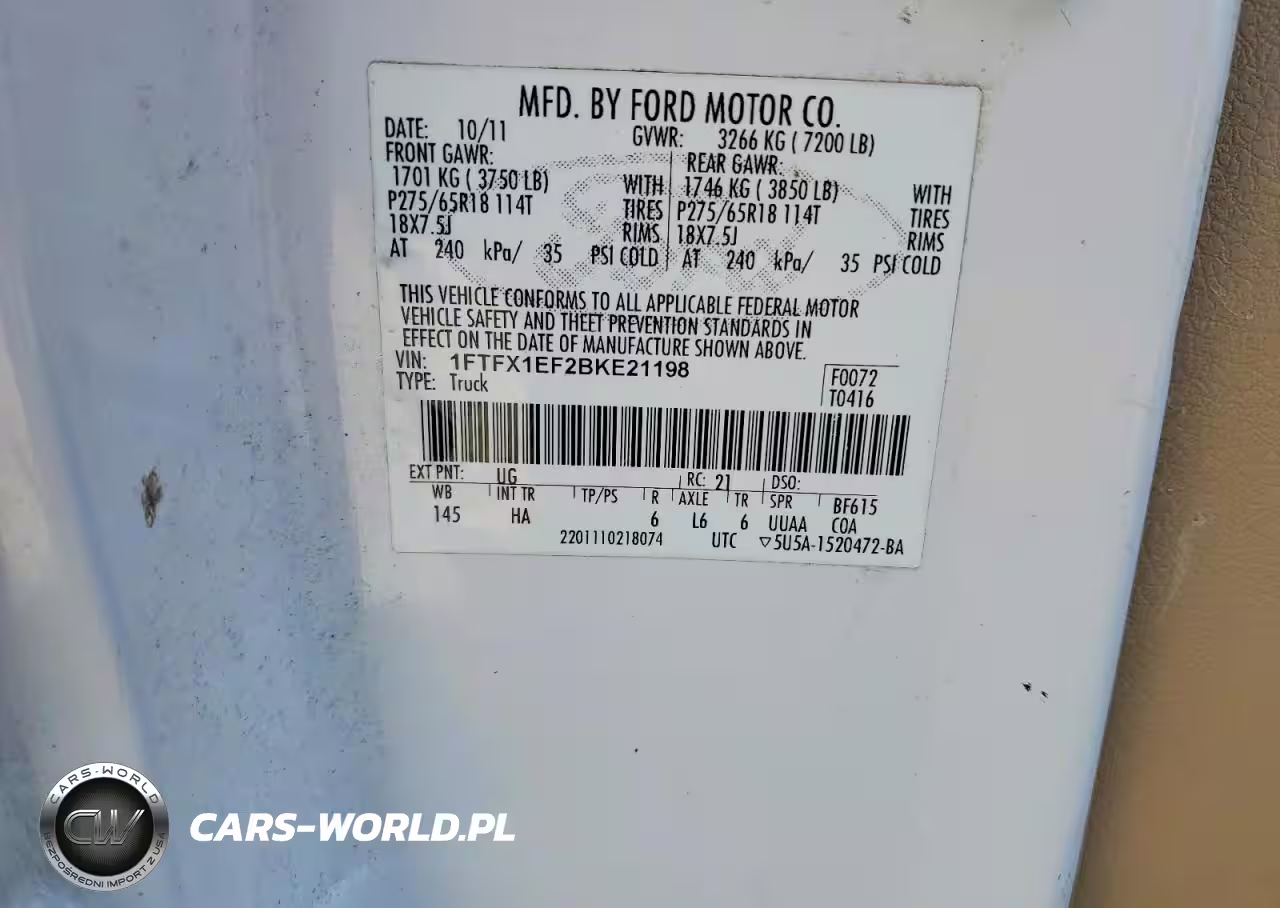 MFD. BY FORD MOTOR CO.
DATE: 10/11 GVWR: 3266 KG ( 7200 LB)
FRONT GAWR: REAR GAWR:
1701 KG ( 3750 LB) WITH 1746 KG ( 3850 LB) WITH
P275/65R18 114T TIRES P275/65R18 114T TIRES
18X7.5J RIMS 18X7.5J RIMS
AT 240 kPa/ 35 PSI COLD AT 240 kPa/ 35 PSI COLD
THIS VEHICLE CONFORMS TO ALL APPLICABLE FEDERAL MOTOR
VEHICLE SAFETY AND THEFT PREVENTION STANDARDS IN
EFFECT ON THE DATE OF MANUFACTURE SHOWN ABOVE.
VIN: 1FTFX1EF2BKE21198
TYPE: Truck
F0072
T0416
EXT PNT: UG RC: 21 DSO:
WB INT TR TP/PS R AXLE TR SPR BF615
145 HA 6 L6 6 UUAA COA
2201110218074 UTC ▽5U5A-1520472-BA
CARS-WORLD
CW
BEZPOŚREDNI IMPORT Z USA
CARS-WORLD.PL